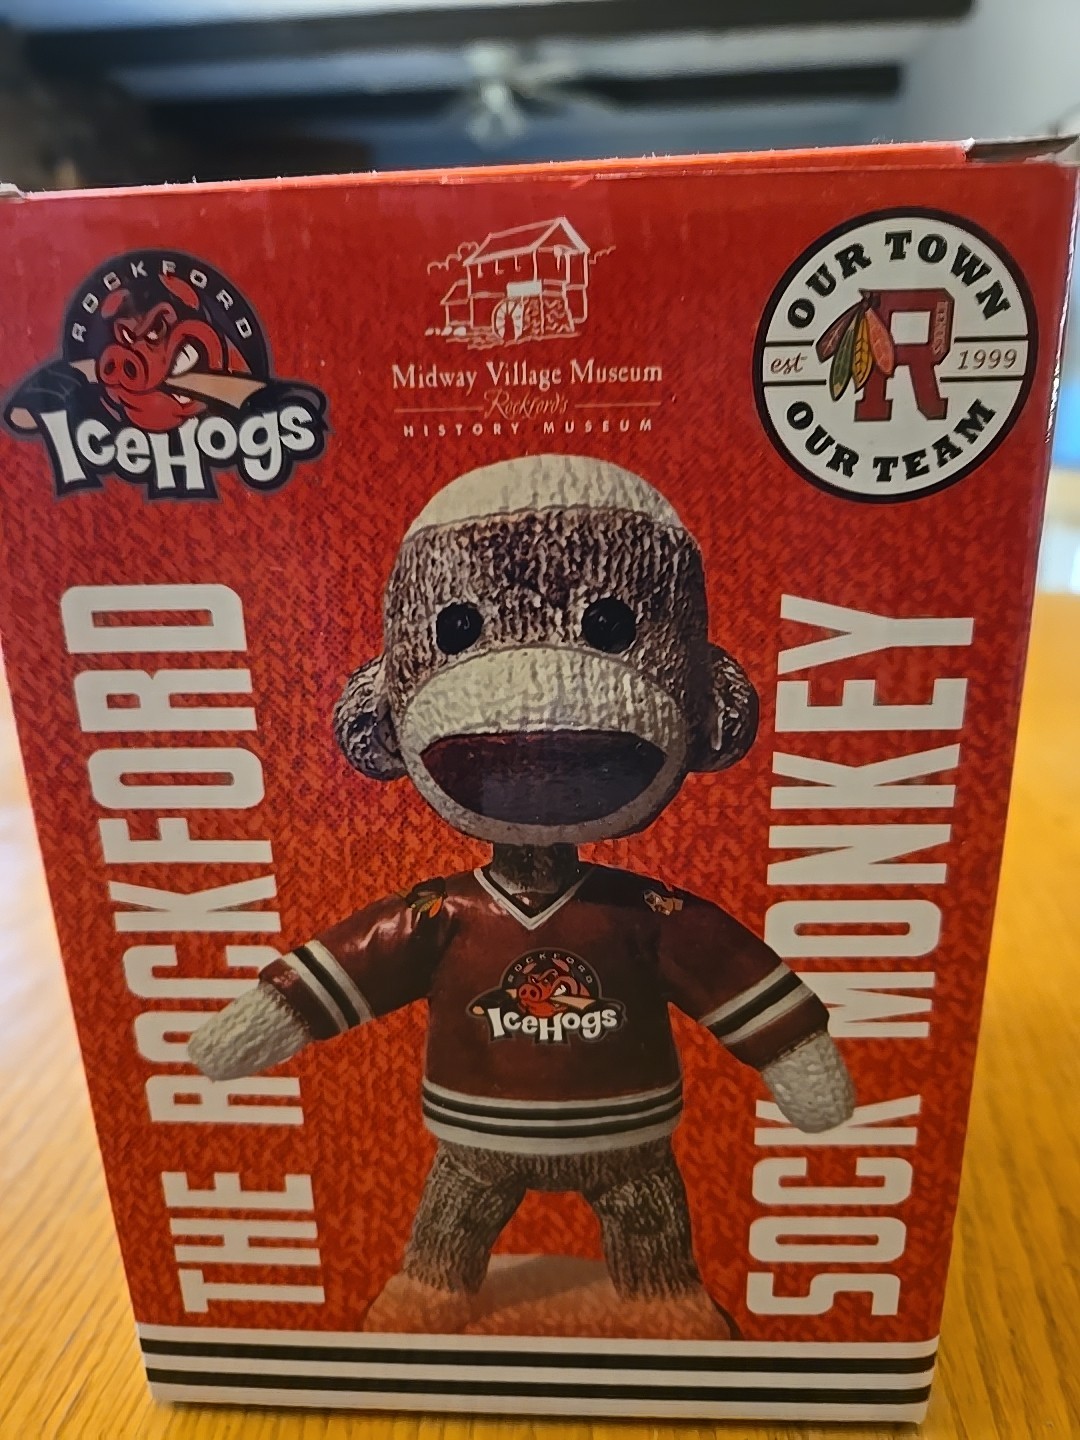 ROCKFORD
IceHogs
Midway Village Museum
Rockford's
HISTORY MUSEUM
OUR TOWN
est R 1999
OUR TEAM
THE ROCKFORD
SOCK MONKEY
ROCKFORD
IceHogs